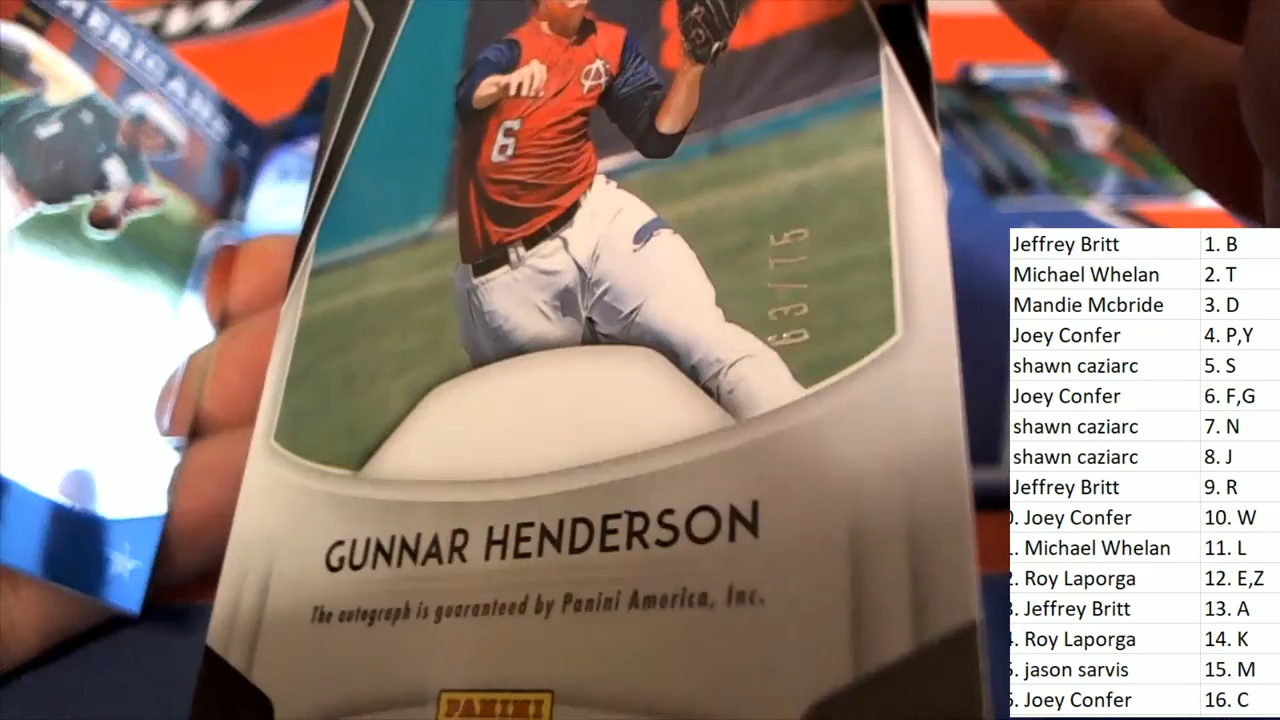 AMERICANS
6
A
63/75
GUNNAR HENDERSON
The autograph is guaranteed by Panini America, Inc.
PANINI
Jeffrey Britt 1. B
Michael Whelan 2. T
Mandie Mcbride 3. D
Joey Confer 4. P,Y
shawn caziarc 5. S
Joey Confer 6. F,G
shawn caziarc 7. N
shawn caziarc 8. J
Jeffrey Britt 9. R
. Joey Confer 10. W
. Michael Whelan 11. L
. Roy Laporga 12. E,Z
. Jeffrey Britt 13. A
. Roy Laporga 14. K
. jason sarvis 15. M
. Joey Confer 16. C